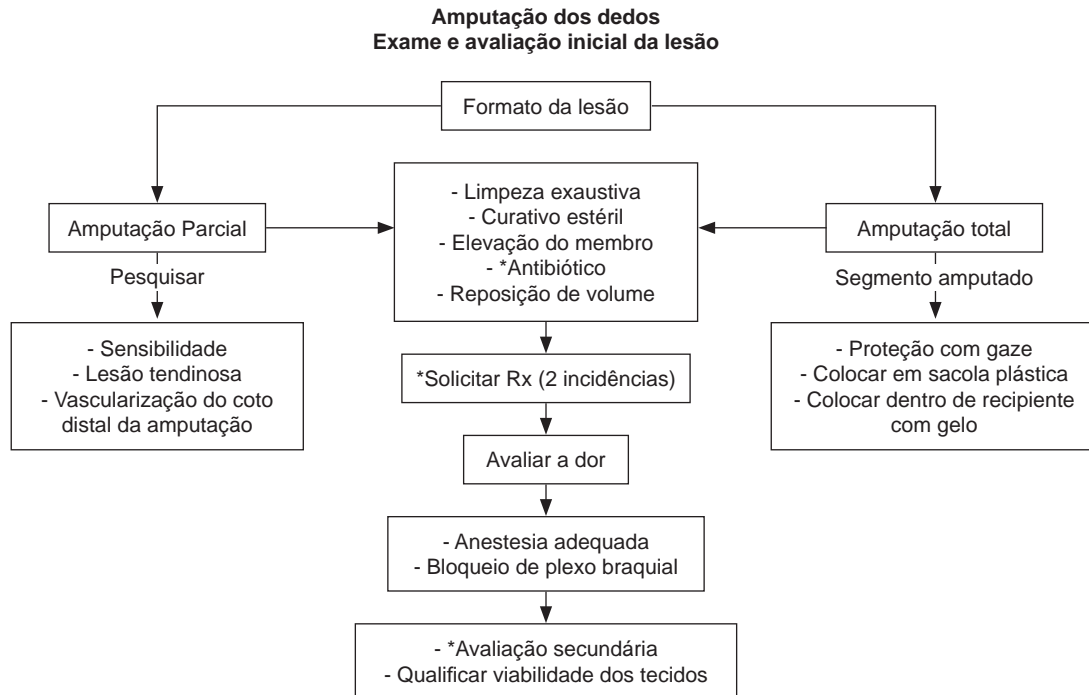 Amputação dos dedos
Exame e avaliação inicial da lesão
Formato da lesão
- Limpeza exaustiva
- Curativo estéril
- Elevação do membro
- *Antibiótico
- Reposição de volume
Amputação Parcial
Amputação total
Pesquisar
Segmento amputado
- Sensibilidade
- Lesão tendinosa
- Vascularização do coto
distal da amputação
- Proteção com gaze
- Colocar em sacola plástica
- Colocar dentro de recipiente
com gelo
*Solicitar Rx (2 incidências)
Avaliar a dor
- Anestesia adequada
- Bloqueio de plexo braquial
- *Avaliação secundária
- Qualificar viabilidade dos tecidos